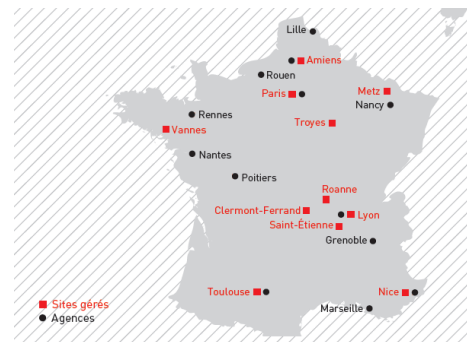 Lille
Amiens
Rouen
Paris
Metz
Nancy
Rennes
Troyes
Vannes
Nantes
Poitiers
Roanne
Clermont-Ferrand
Lyon
Saint-Étienne
Grenoble
Toulouse
Nice
Marseille
Sites gérés
Agences